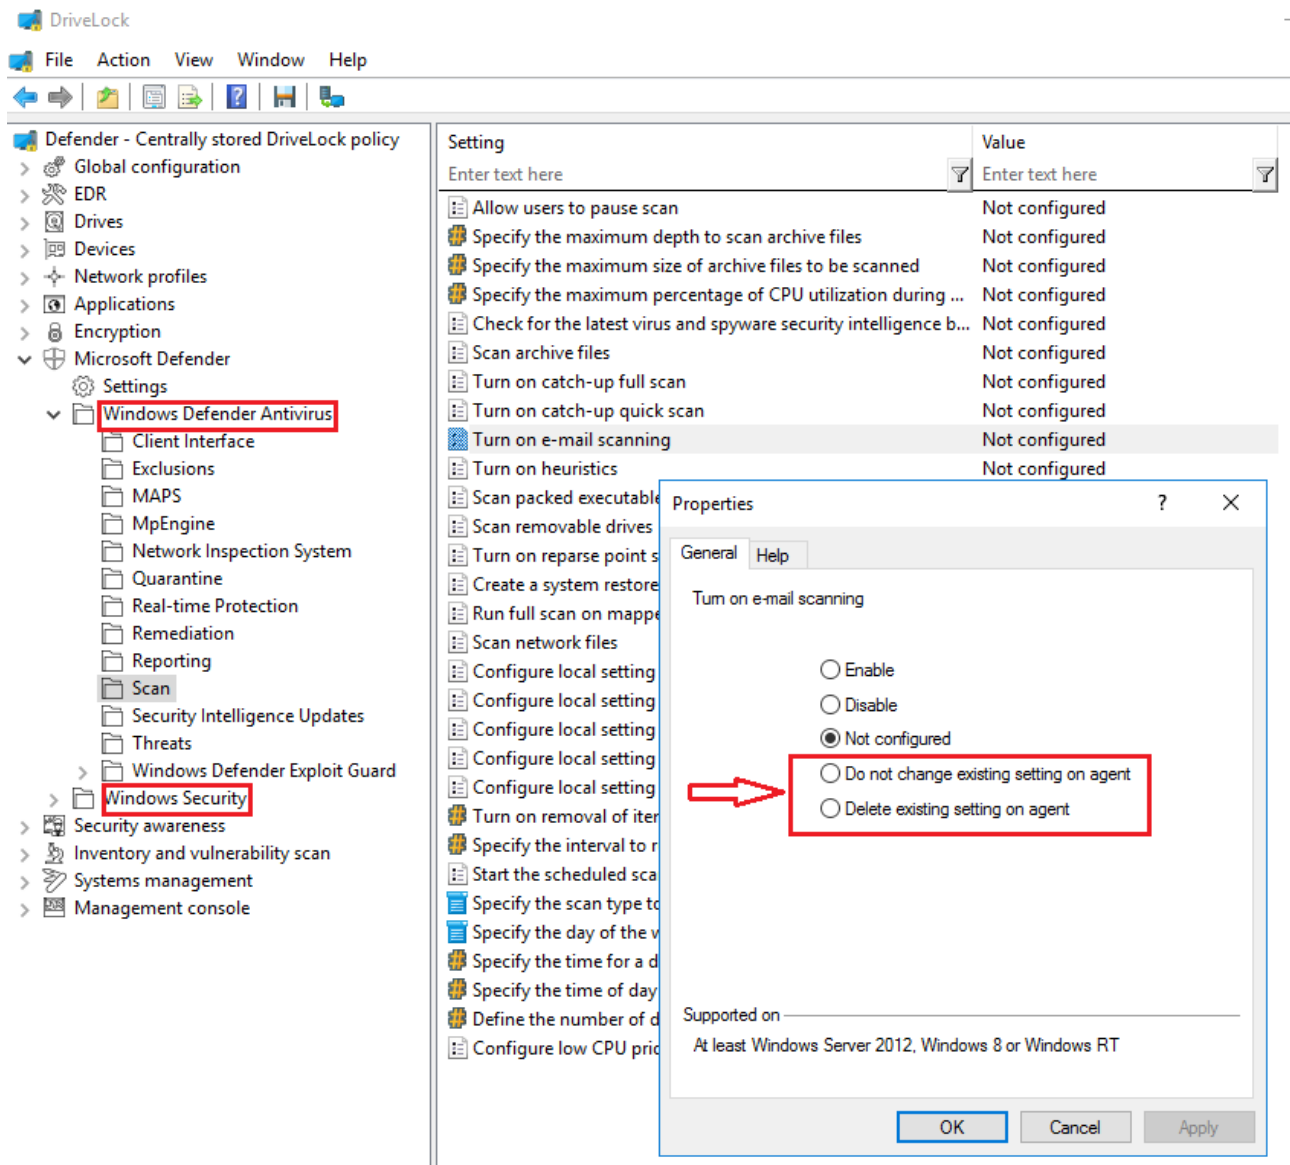 DriveLock
File Action View Window Help
Defender - Centrally stored DriveLock policy
Global configuration
EDR
Drives
Devices
Network profiles
Applications
Encryption
Microsoft Defender
Settings
Windows Defender Antivirus
Client Interface
Exclusions
MAPS
MpEngine
Network Inspection System
Quarantine
Real-time Protection
Remediation
Reporting
Scan
Security Intelligence Updates
Threats
Windows Defender Exploit Guard
Windows Security
Security awareness
Inventory and vulnerability scan
Systems management
Management console
Setting Value
Enter text here Enter text here
Allow users to pause scan Not configured
Specify the maximum depth to scan archive files Not configured
Specify the maximum size of archive files to be scanned Not configured
Specify the maximum percentage of CPU utilization during ... Not configured
Check for the latest virus and spyware security intelligence b... Not configured
Scan archive files Not configured
Turn on catch-up full scan Not configured
Turn on catch-up quick scan Not configured
Turn on e-mail scanning Not configured
Turn on heuristics Not configured
Scan packed executable
Scan removable drives
Turn on reparse point s
Create a system restore
Run full scan on mappe
Scan network files
Configure local setting
Configure local setting
Configure local setting
Configure local setting
Configure local setting
Turn on removal of iter
Specify the interval to r
Start the scheduled sca
Specify the scan type to
Specify the day of the w
Specify the time for a d
Specify the time of day
Define the number of d
Configure low CPU pric
Properties ?
General Help
Turn on e-mail scanning
Enable
Disable
Not configured
Do not change existing setting on agent
Delete existing setting on agent
Supported on
At least Windows Server 2012, Windows 8 or Windows RT
OK Cancel Apply